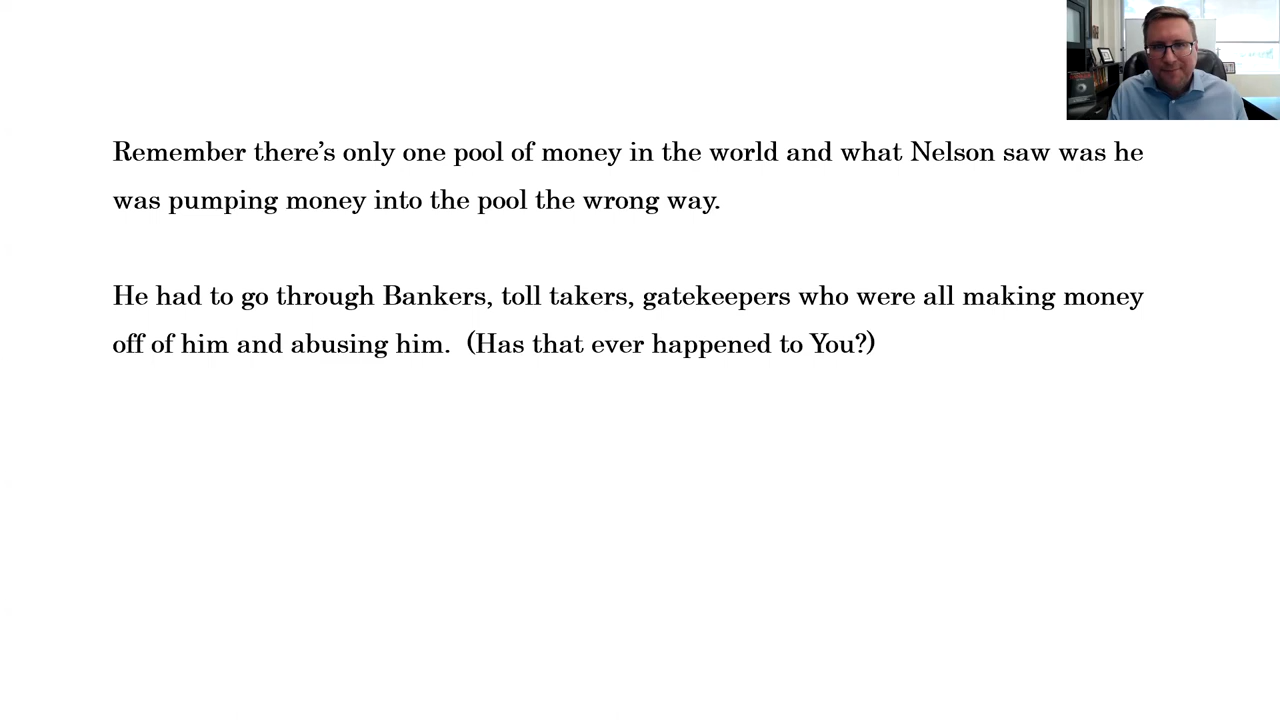 Remember there’s only one pool of money in the world and what Nelson saw was he
was pumping money into the pool the wrong way.
He had to go through Bankers, toll takers, gatekeepers who were all making money
off of him and abusing him.  (Has that ever happened to You?)